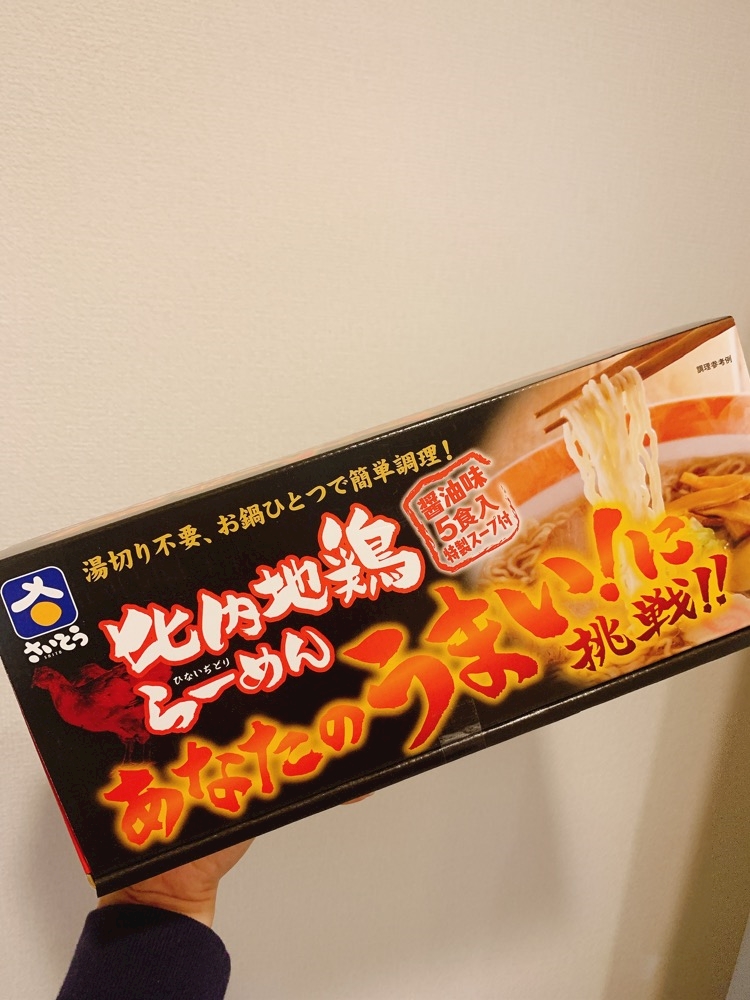 調理参考例
湯切り不要、お鍋ひとつで簡単調理!
醤油味
5食入
特製スープ付
さいとう
比内地鶏
ひないぢどり
らーめん
あなたのうまい!に
挑戦!!